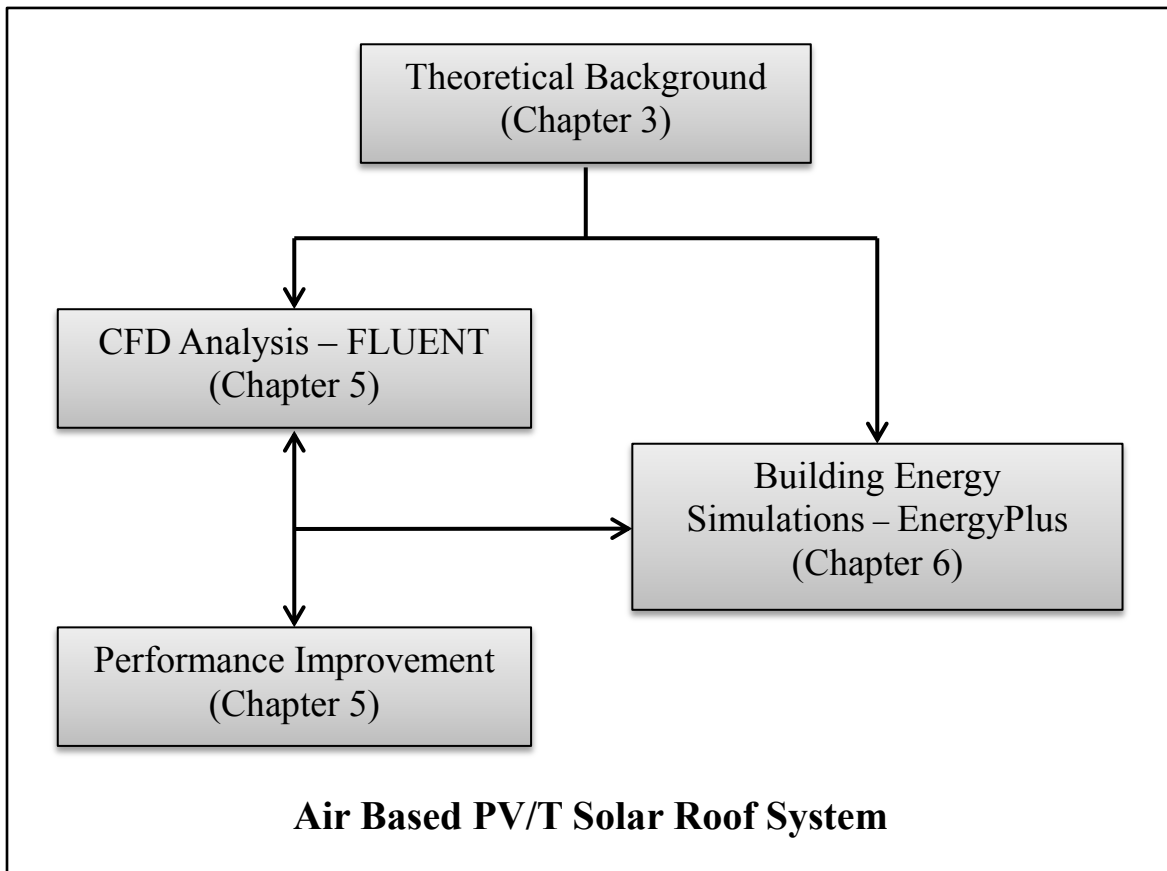 Theoretical Background
(Chapter 3)
CFD Analysis – FLUENT
(Chapter 5)
Building Energy
Simulations – EnergyPlus
(Chapter 6)
Performance Improvement
(Chapter 5)
Air Based PV/T Solar Roof System